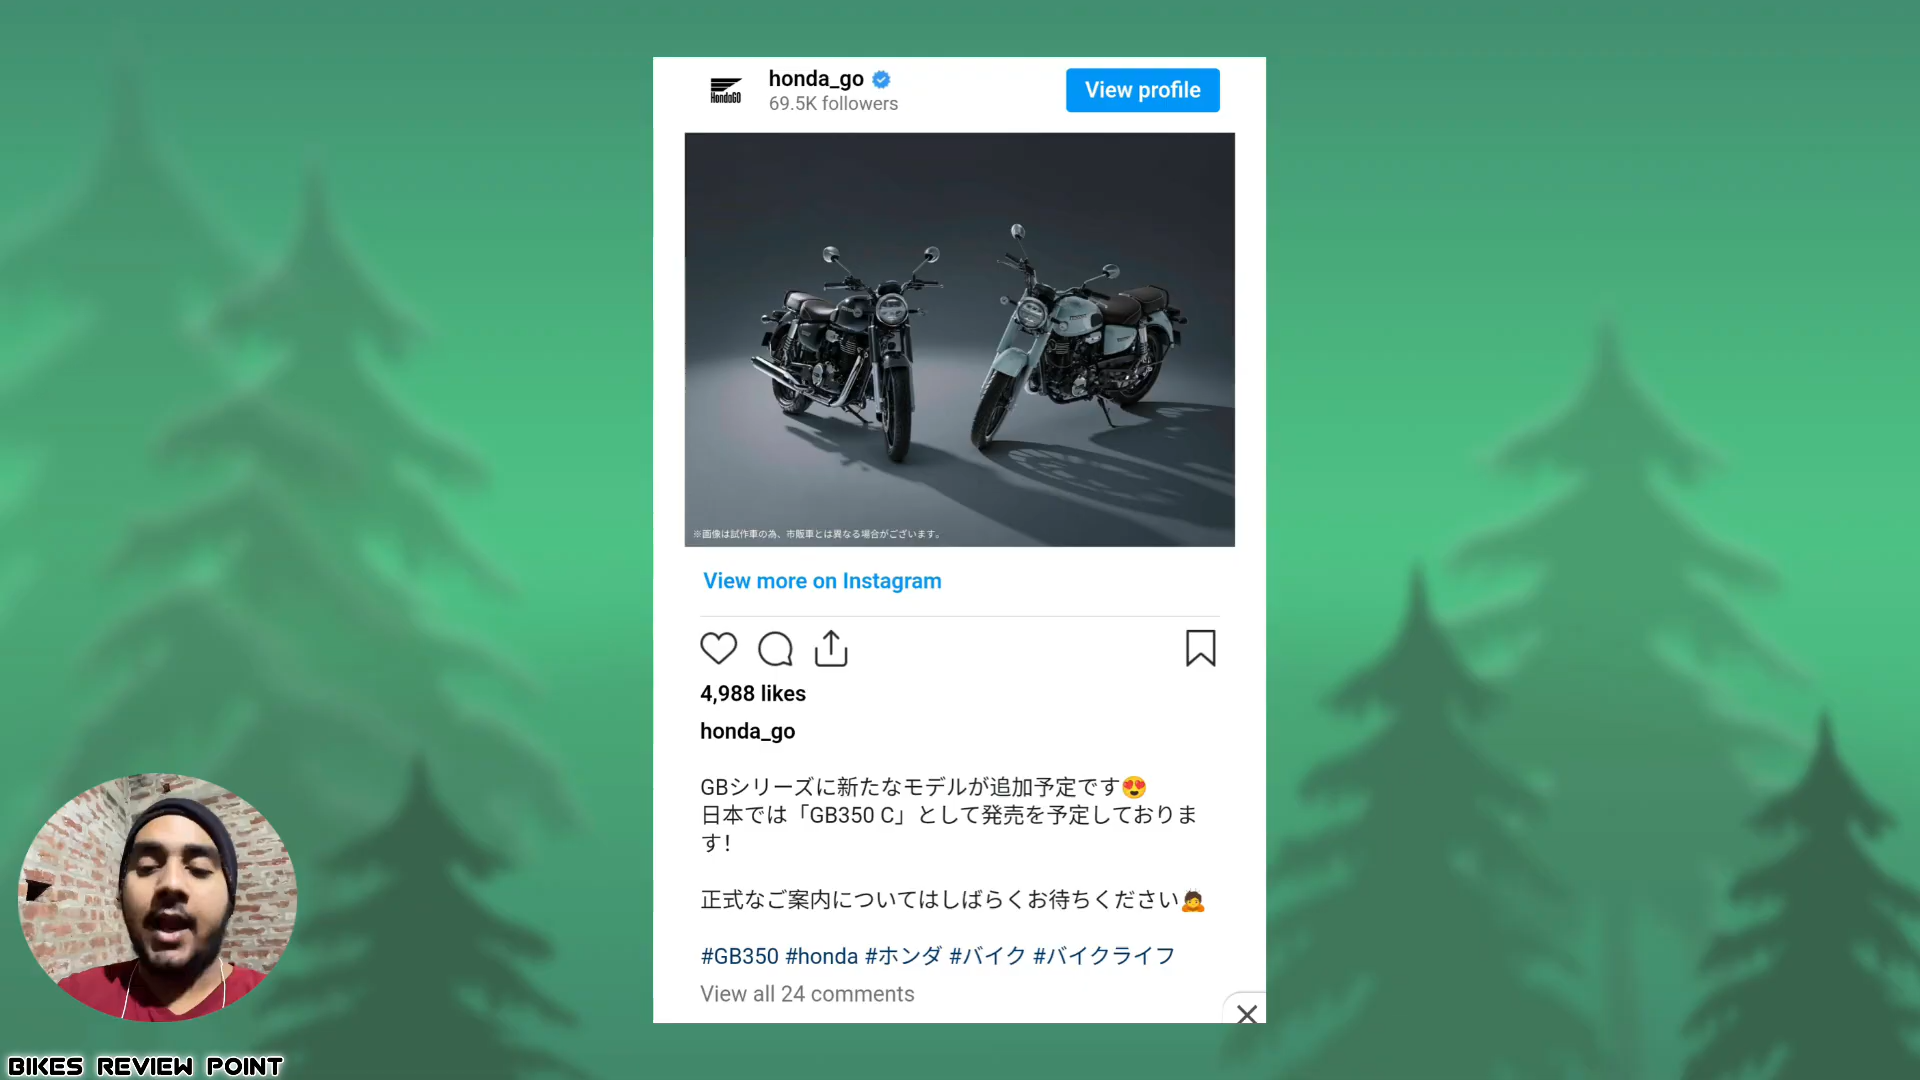 honda_go
69.5K followers
View profile
HondaGO
※画像は試作車の為、市販車とは異なる場合がございます。
View more on Instagram
4,988 likes
honda_go
GBシリーズに新たなモデルが追加予定です😍
日本では「GB350 C」として発売を予定しておりま
す!
正式なご案内についてはしばらくお待ちください🙇
#GB350 #honda #ホンダ #バイク #バイクライフ
View all 24 comments
BIKES REVIEW POINT